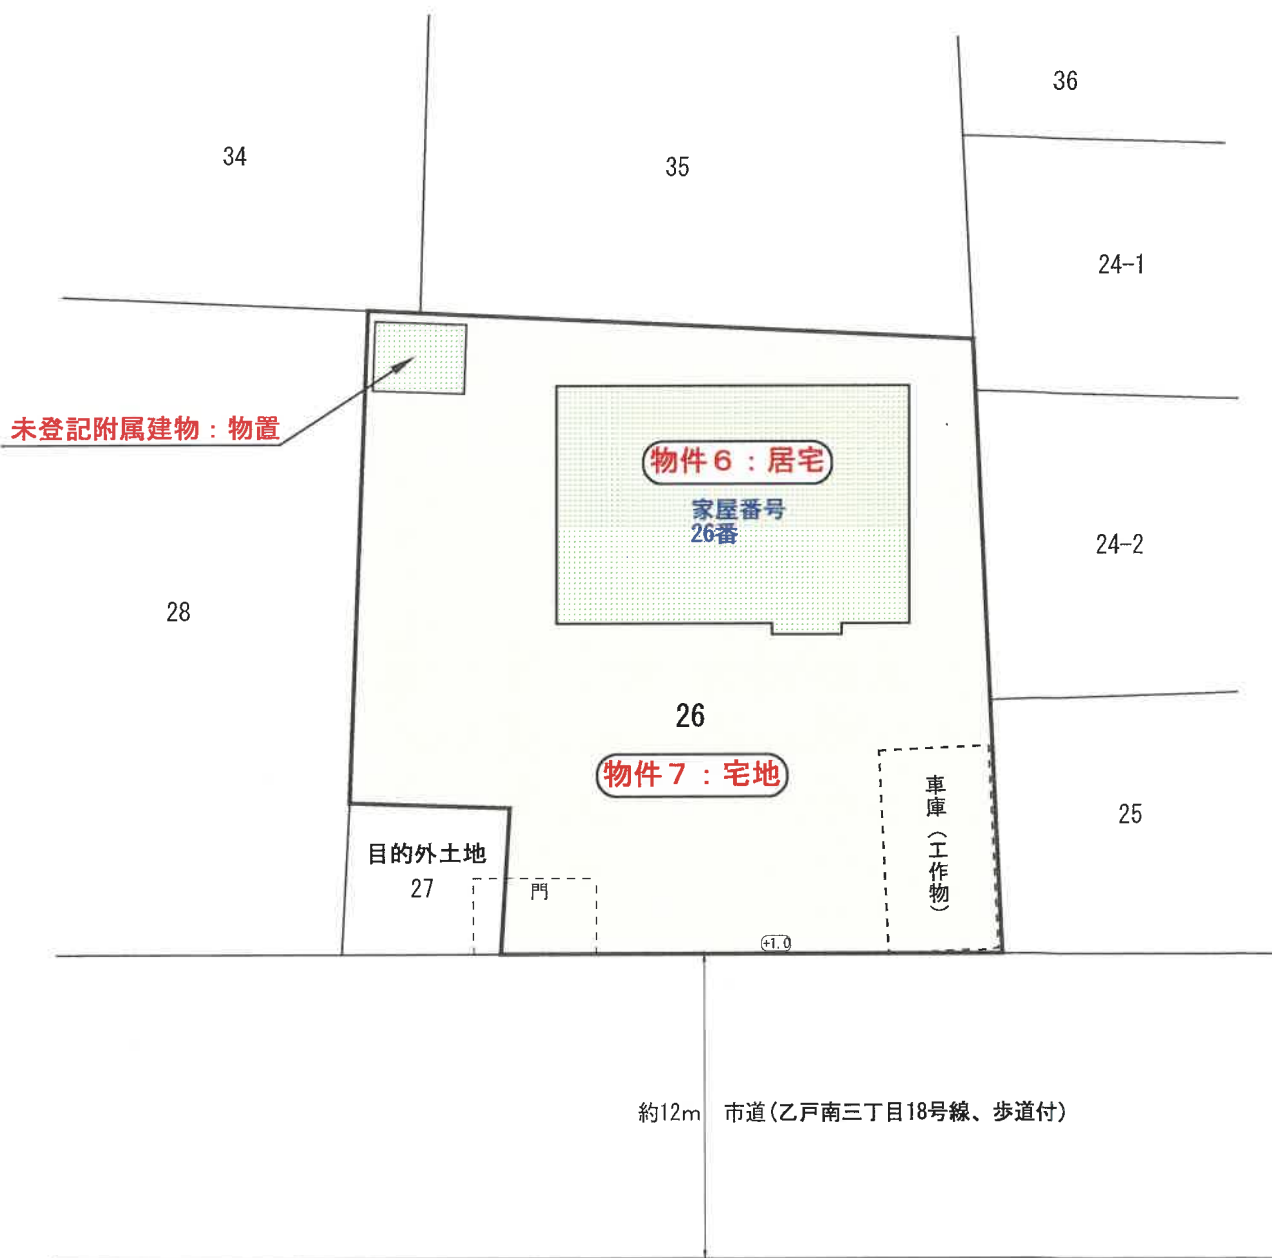 36
34
35
24-1
未登記附属建物：物置
物件６：居宅
家屋番号
26番
24-2
28
26
物件７：宅地
車庫（工作物）
25
目的外土地
27
門
+1.0
約12m 市道(乙戸南三丁目18号線、歩道付)